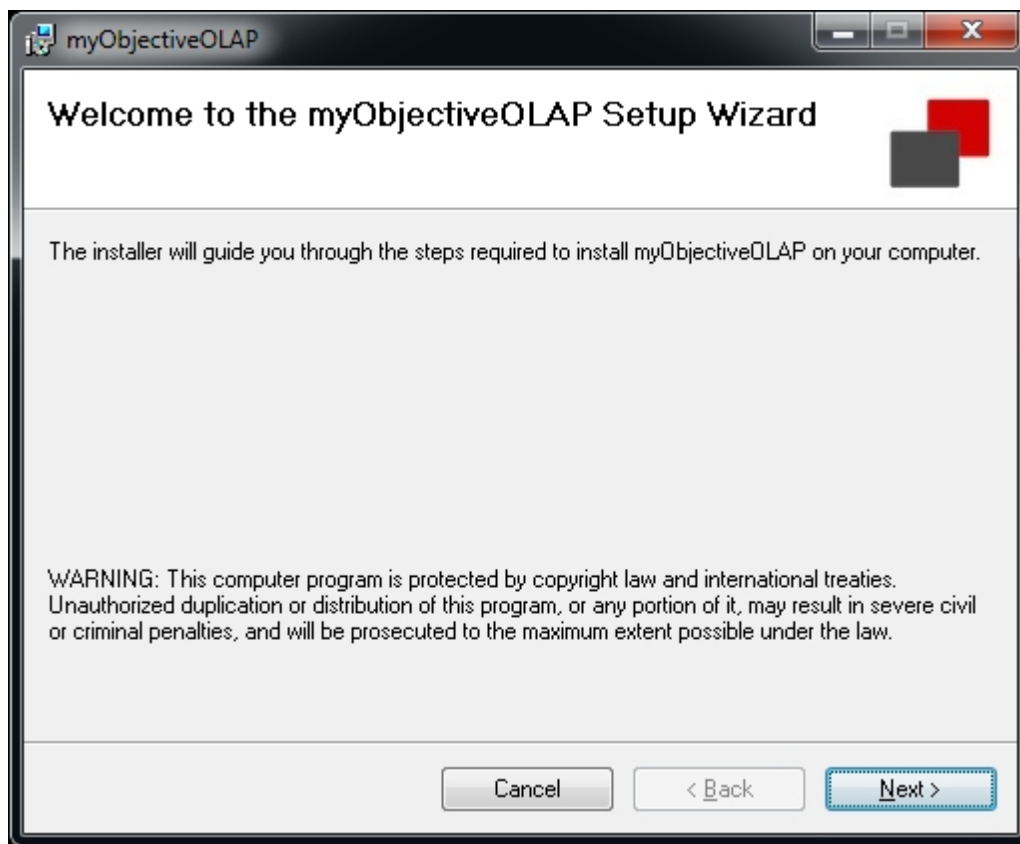 myObjectiveOLAP
Welcome to the myObjectiveOLAP Setup Wizard
The installer will guide you through the steps required to install myObjectiveOLAP on your computer.
WARNING: This computer program is protected by copyright law and international treaties.
Unauthorized duplication or distribution of this program, or any portion of it, may result in severe civil
or criminal penalties, and will be prosecuted to the maximum extent possible under the law.
Cancel
< Back
Next >